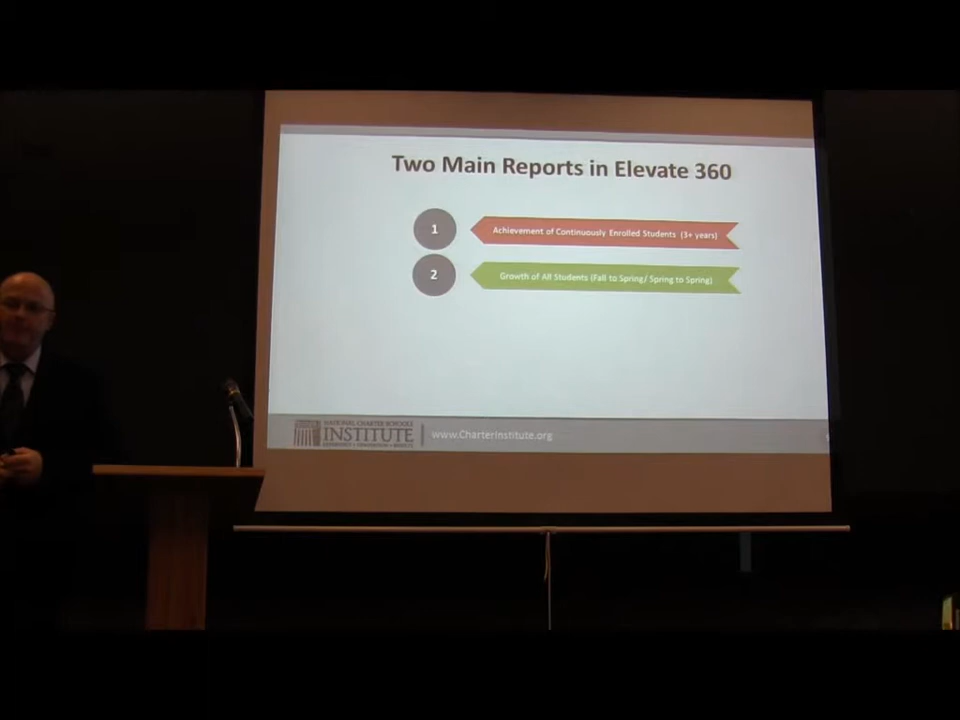 Two Main Reports in Elevate 360
1 Achievement of Continuously Enrolled Students (3+ years)
2 Growth of All Students (Fall to Spring/ Spring to Spring)
NATIONAL CHARTER SCHOOLS
INSTITUTE
www.CharterInstitute.org